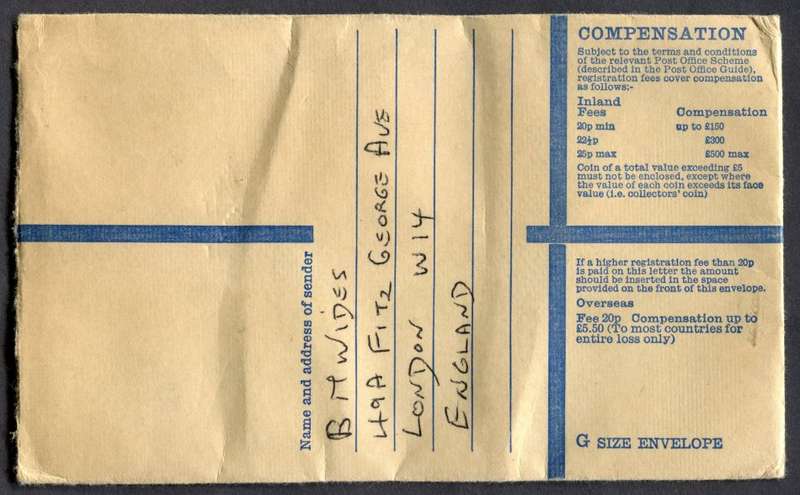 COMPENSATION
Subject to the terms and conditions
of the relevant Post Office Scheme
(described in the Post Office Guide),
registration fees cover compensation
as follows:-
Inland
Fees Compensation
20p min up to £150
22½p £300
25p max £500 max
Coin of a total value exceeding £5
must not be enclosed, except where
the value of each coin exceeds its face
value (i.e. collectors' coin)
If a higher registration fee than 20p
is paid on this letter the amount
should be inserted in the space
provided on the front of this envelope.
Overseas
Fee 20p Compensation up to
£5.50 (To most countries for
entire loss only)
G SIZE ENVELOPE
Name and address of sender
B M WIDES
49A FITZ GEORGE AVE
LONDON W14
ENGLAND